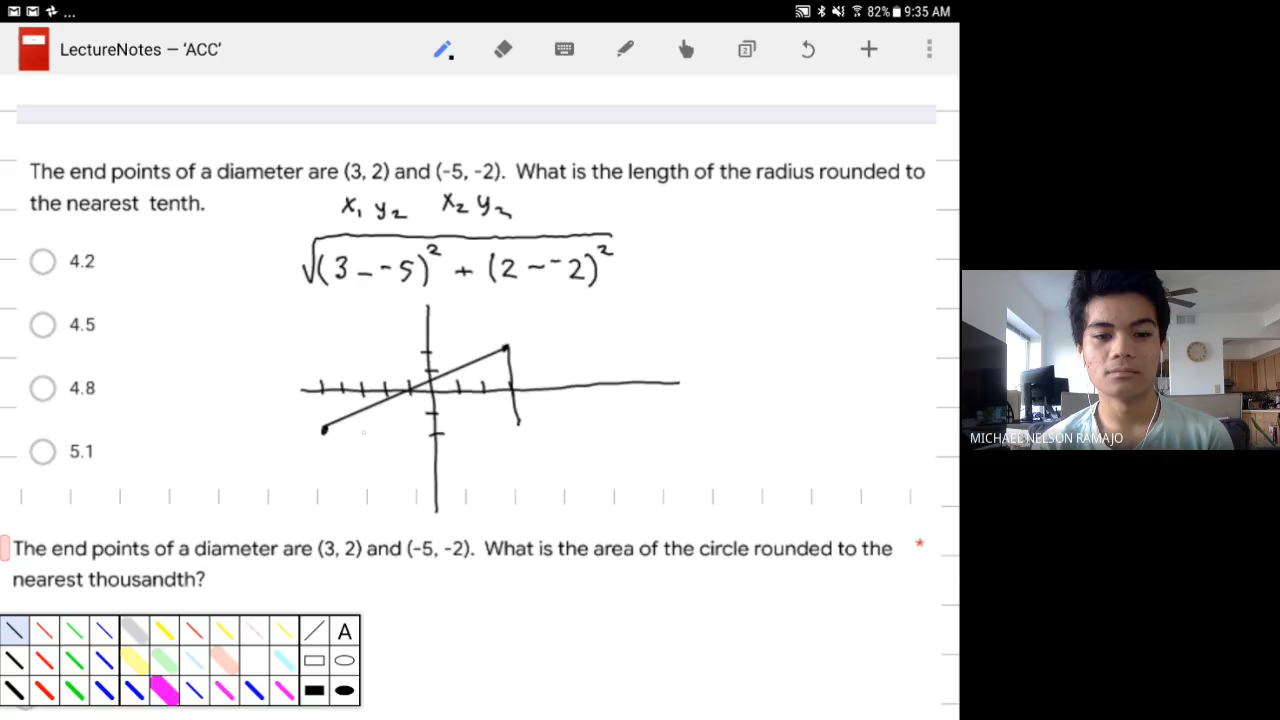 ... 82% 9:35 AM
LectureNotes — ‘ACC’
2
The end points of a diameter are (3, 2) and (-5, -2). What is the length of the radius rounded to
the nearest tenth.
x₁ y₂ x₂ y₂
√(3 - -5)² + (2 - -2)²
4.2
4.5
4.8
5.1
The end points of a diameter are (3, 2) and (-5, -2). What is the area of the circle rounded to the *
nearest thousandth?
A
MICHAEL NELSON RAMAJO